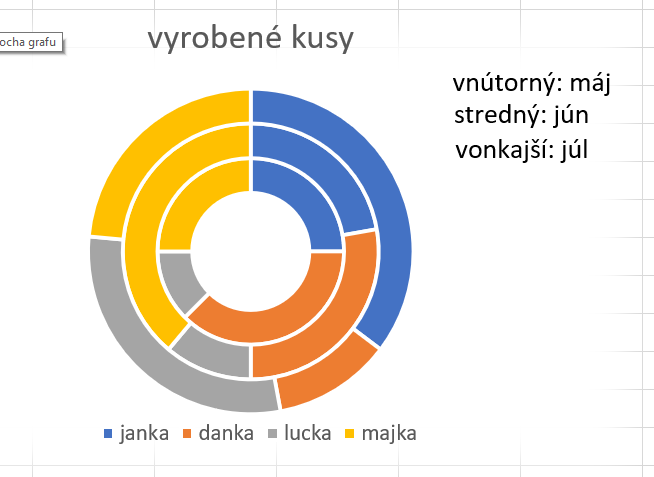 vyrobené kusy
ocha grafu
vnútorný: máj
stredný: jún
vonkajší: júl
janka danka lucka majka